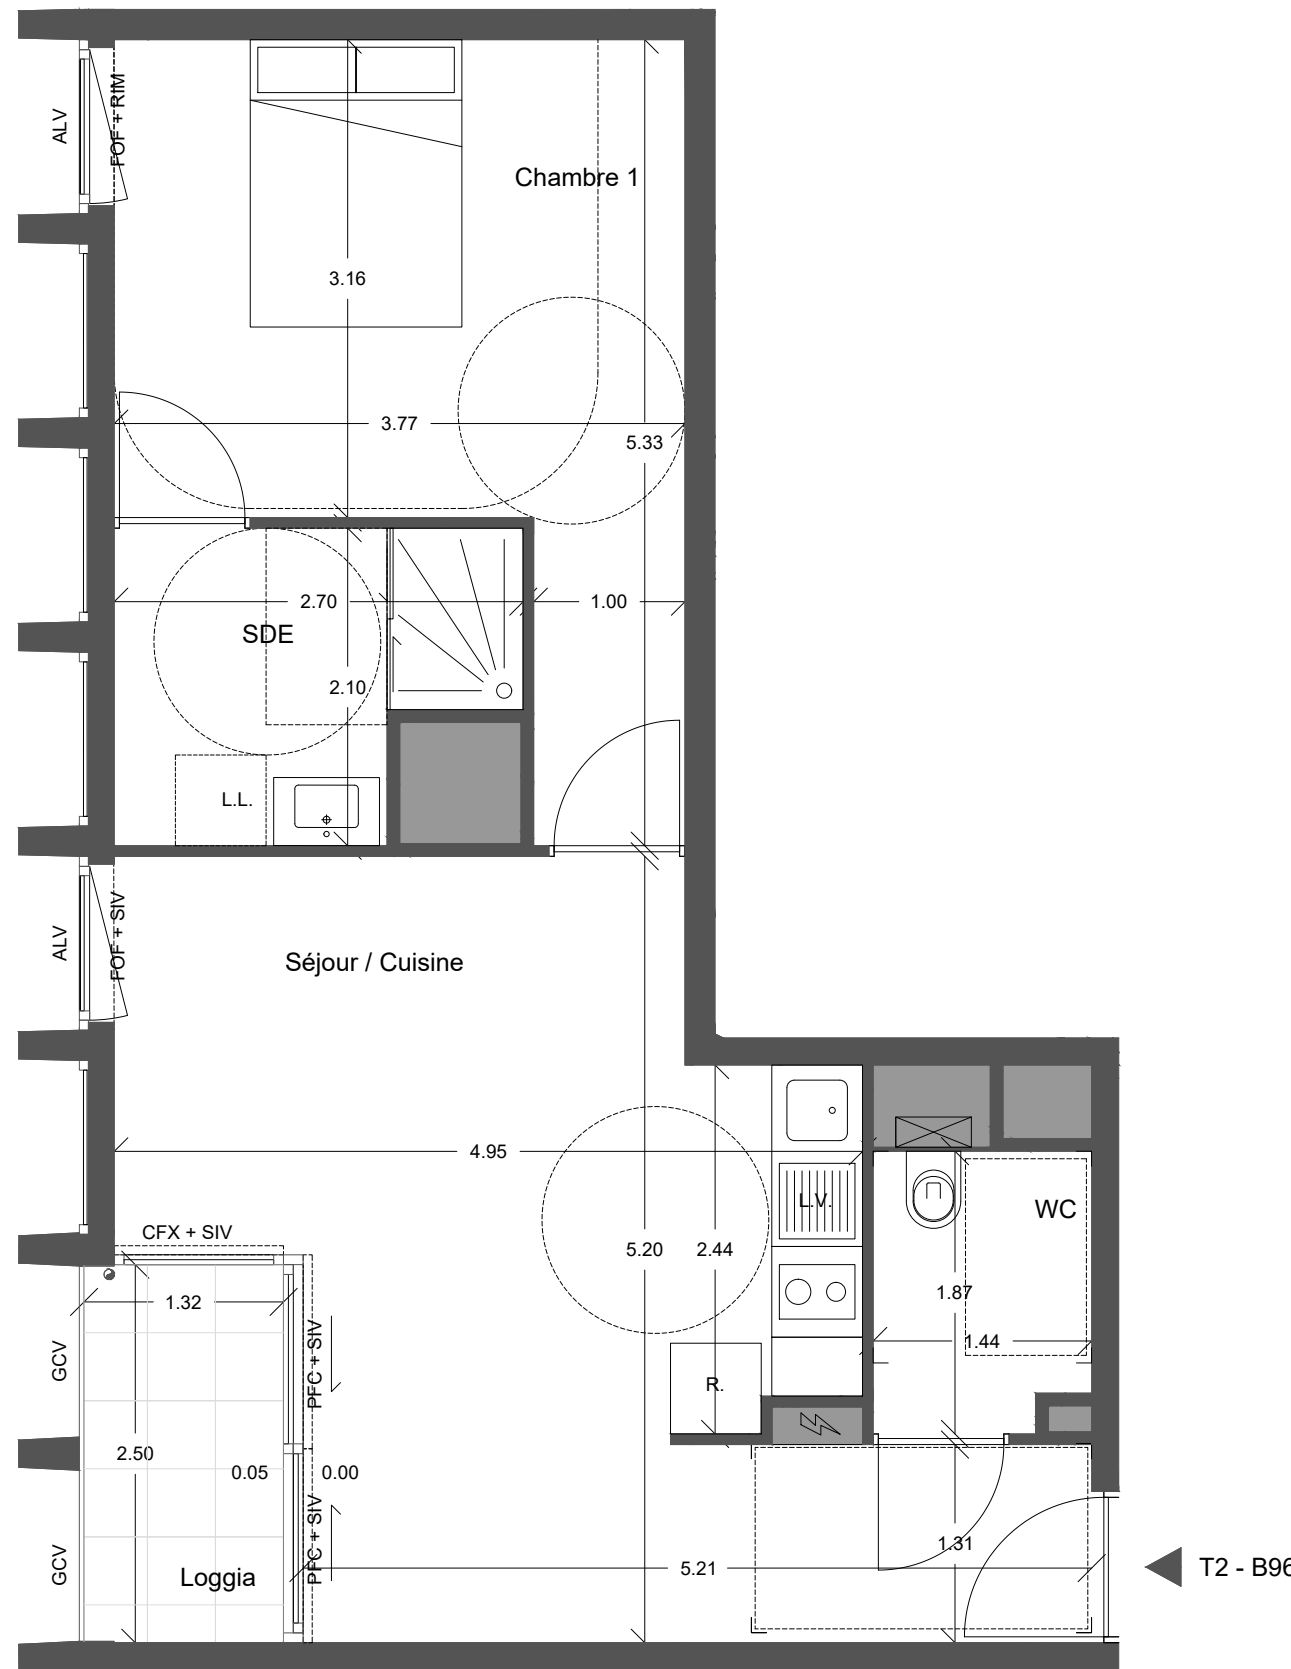 ALV
FOF + RIM
Chambre 1
3.16
3.77
5.33
2.70
1.00
SDE
2.10
L.L.
ALV
FOF + SIV
Séjour / Cuisine
4.95
L.V.
WC
CFX + SIV
5.20
2.44
1.87
1.32
1.44
GCV
PFC + SIV
R.
2.50
0.05
0.00
GCV
PFC + SIV
1.31
5.21
Loggia
T2 - B96